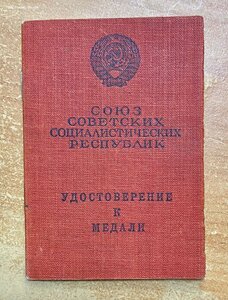 СОЮЗ
СОВЕТСКИХ
СОЦИАЛИСТИЧЕСКИХ
РЕСПУБЛИК
УДОСТОВЕРЕНИЕ
К
МЕДАЛИ